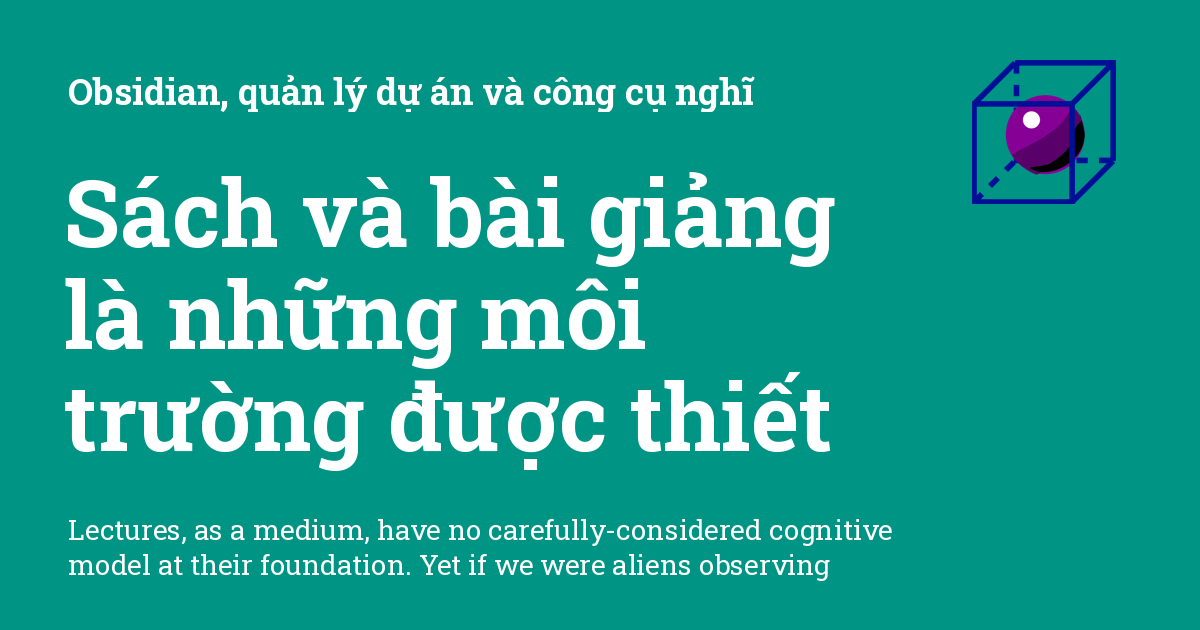 Obsidian, quản lý dự án và công cụ nghĩ
Sách và bài giảng
là những môi
trường được thiết
Lectures, as a medium, have no carefully-considered cognitive
model at their foundation. Yet if we were aliens observing